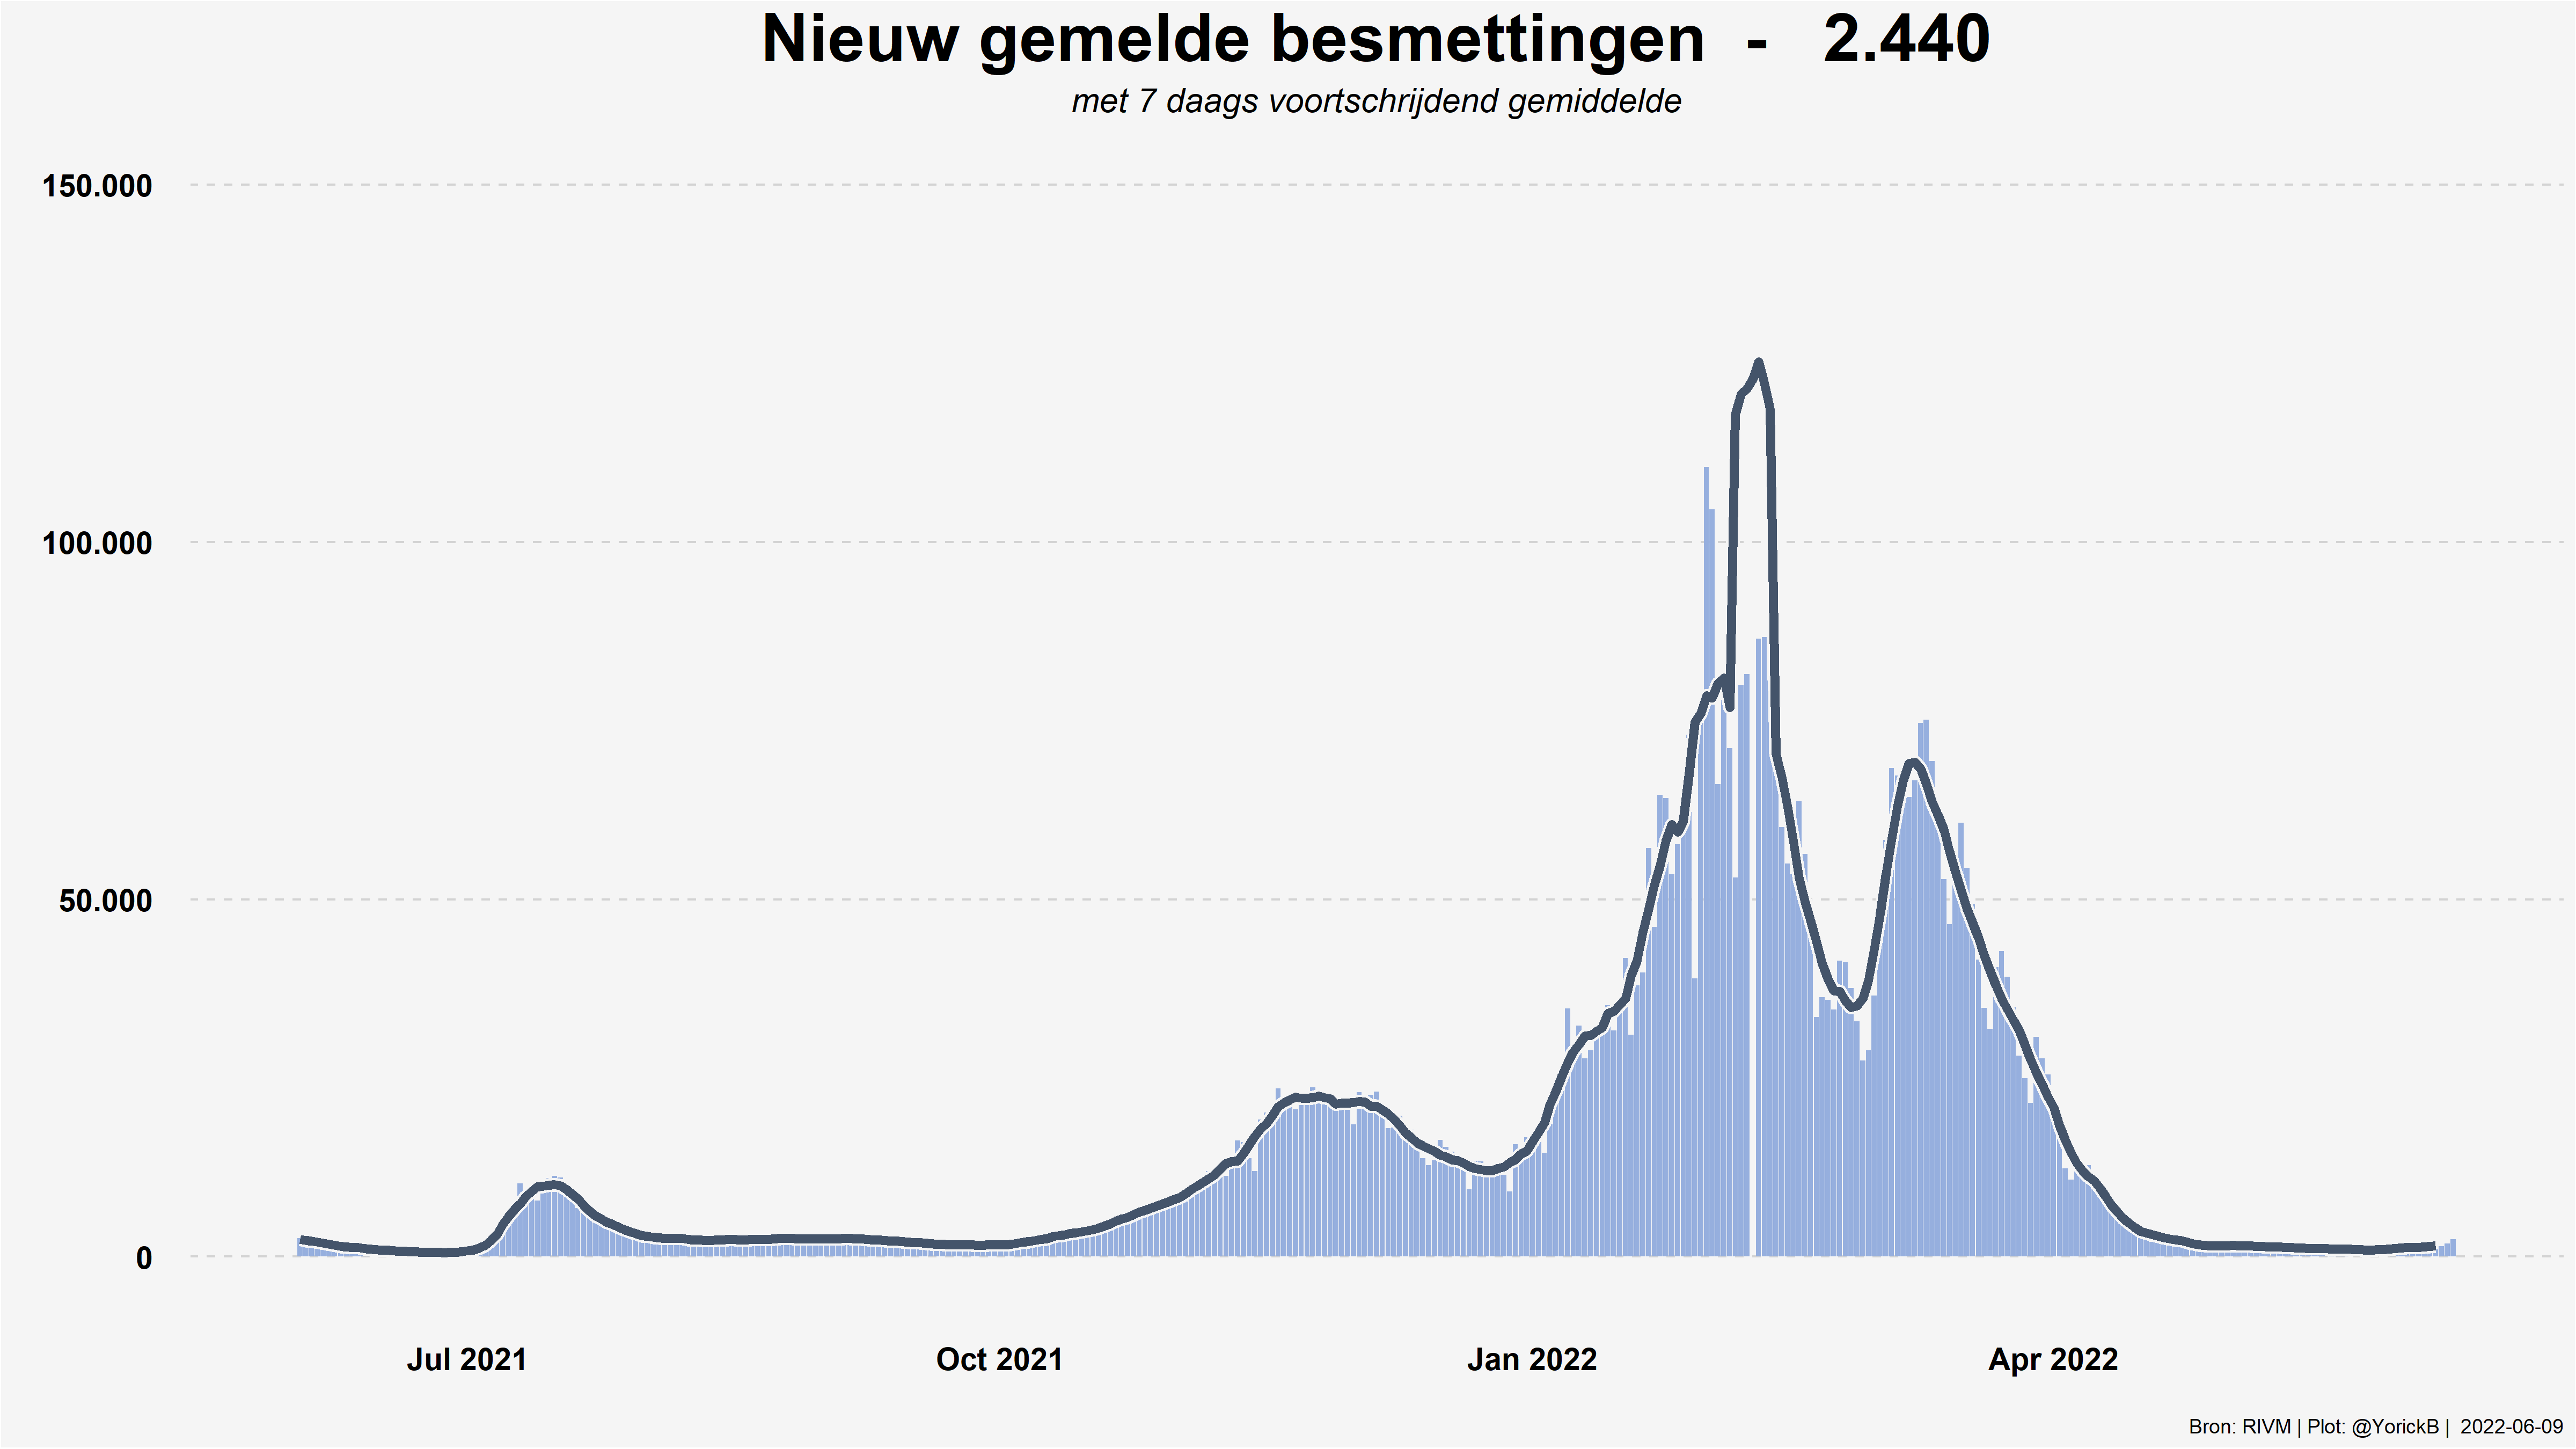 Nieuw gemelde besmettingen - 2.440
met 7 daags voortschrijdend gemiddelde
150.000
100.000
50.000
0
Jul 2021
Oct 2021
Jan 2022
Apr 2022
Bron: RIVM | Plot: @YorickB | 2022-06-09